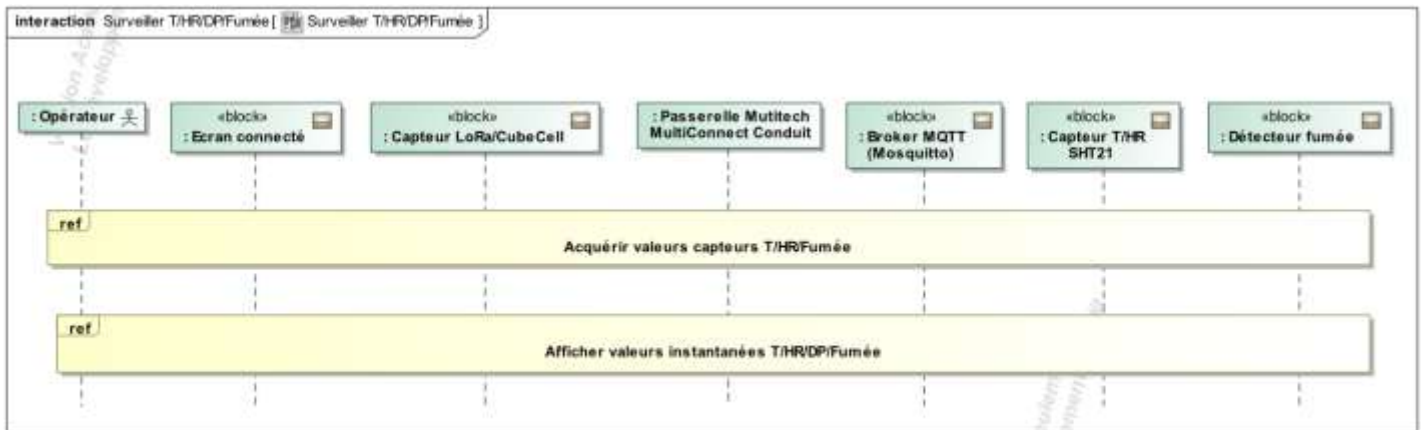 interaction Surveiller T/HR/DP/Fumée [ Surveiller T/HR/DP/Fumée ]
: Opérateur
«block»
: Ecran connecté
«block»
: Capteur LoRa/CubeCell
: Passerelle Mutitech
MultiConnect Conduit
«block»
: Broker MQTT
(Mosquitto)
«block»
: Capteur T/HR
SHT21
«block»
: Détecteur fumée
ref
Acquérir valeurs capteurs T/HR/Fumée
ref
Afficher valeurs instantanées T/HR/DP/Fumée